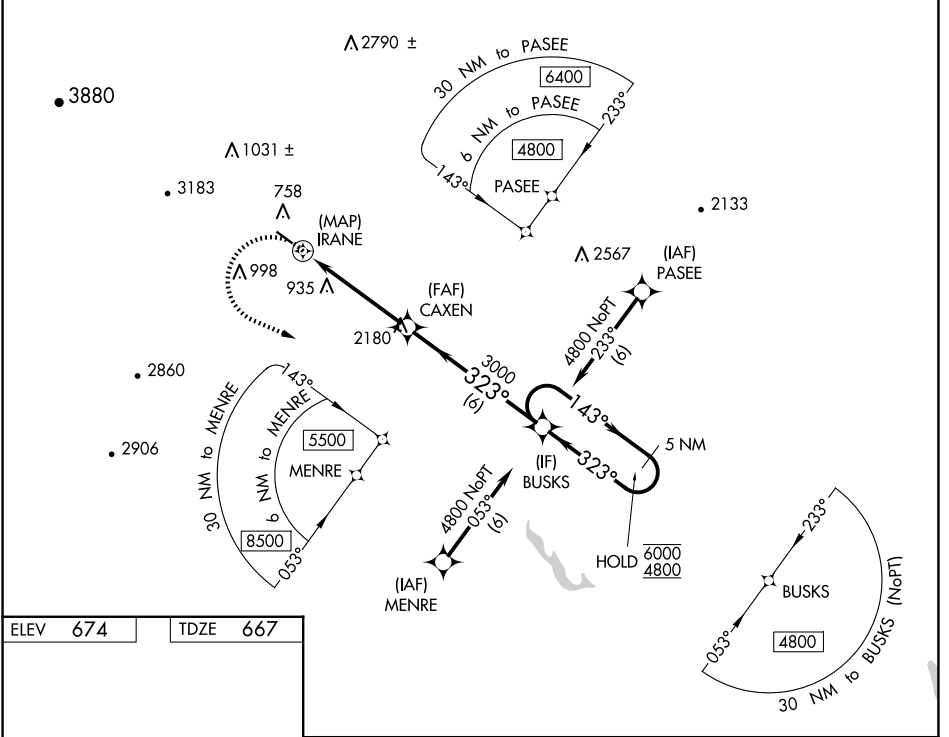 2790 ±
30 NM to PASEE
6400
6 NM to PASEE
4800
233°
143°
PASEE
3880
1031 ±
3183
758
(MAP)
IRANE
2133
2567
(IAF)
PASEE
998
935
(FAF)
CAXEN
2180
4800 NoPT
233°
(6)
3000
323°
(6)
143°
5 NM
323°
(IF)
BUSKS
2860
2906
30 NM to MENRE
143°
6 NM to MENRE
5500
MENRE
8500
053°
4800 NoPT
053°
(6)
(IAF)
MENRE
HOLD 6000
4800
233°
BUSKS
053°
4800
30 NM to BUSKS (NoPT)
ELEV 674
TDZE 667